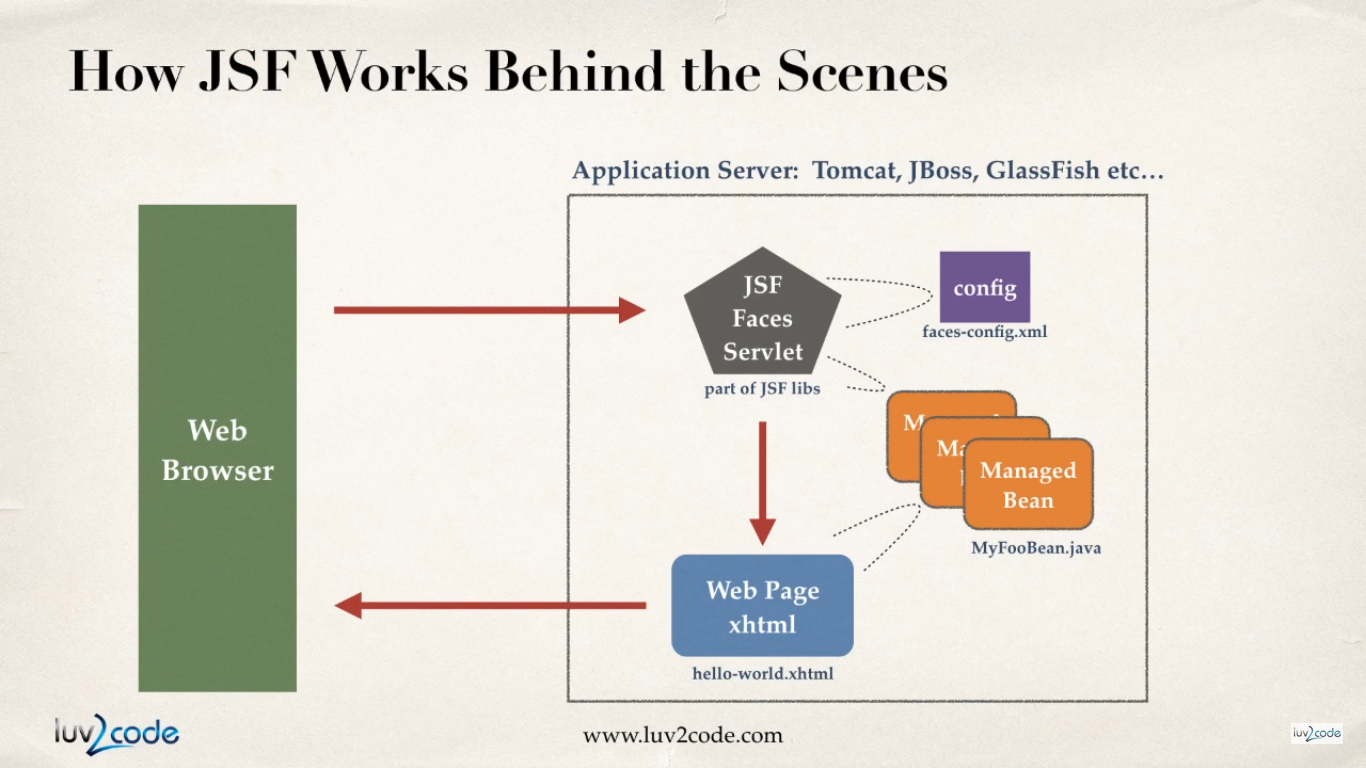 How JSF Works Behind the Scenes
Application Server:  Tomcat, JBoss, GlassFish etc…
Web
Browser
JSF
Faces
Servlet
part of JSF libs
config
faces-config.xml
Ma
Managed
Bean
MyFooBean.java
Web Page
xhtml
hello-world.xhtml
luv2code
www.luv2code.com
luv2code